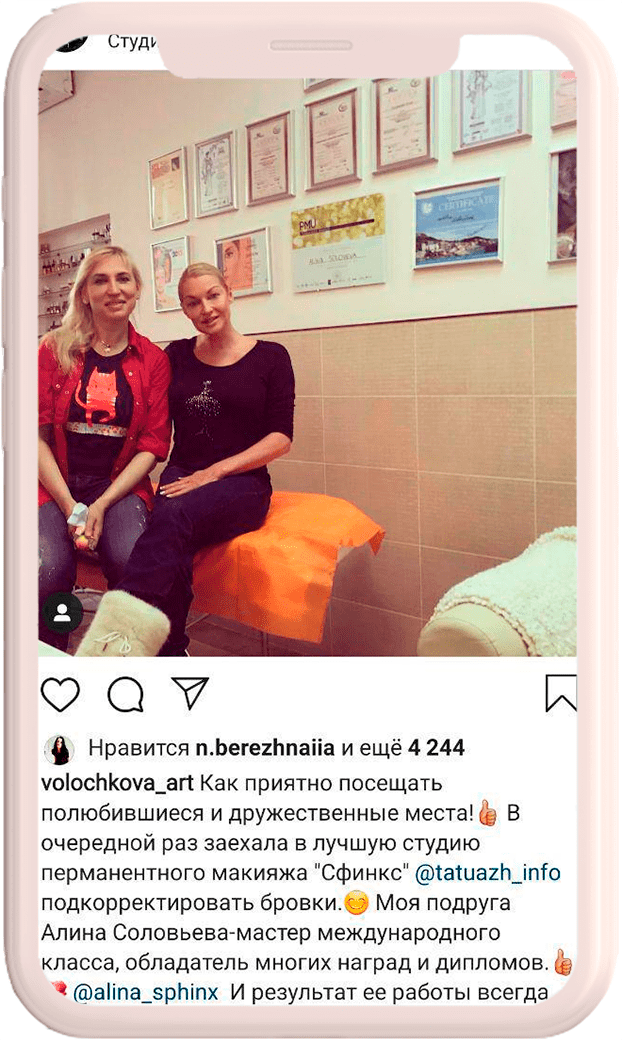 Студи
PMU
CERTIFICATE
Нравится n.berezhnaiia и ещё 4 244
volochkova_art Как приятно посещать
полюбившиеся и дружественные места!👍 В
очередной раз заехала в лучшую студию
перманентного макияжа "Сфинкс" @tatuazh_info
подкорректировать бровки.😊 Моя подруга
Алина Соловьева-мастер международного
класса, обладатель многих наград и дипломов.👍
@alina_sphinx И результат ее работы всегда